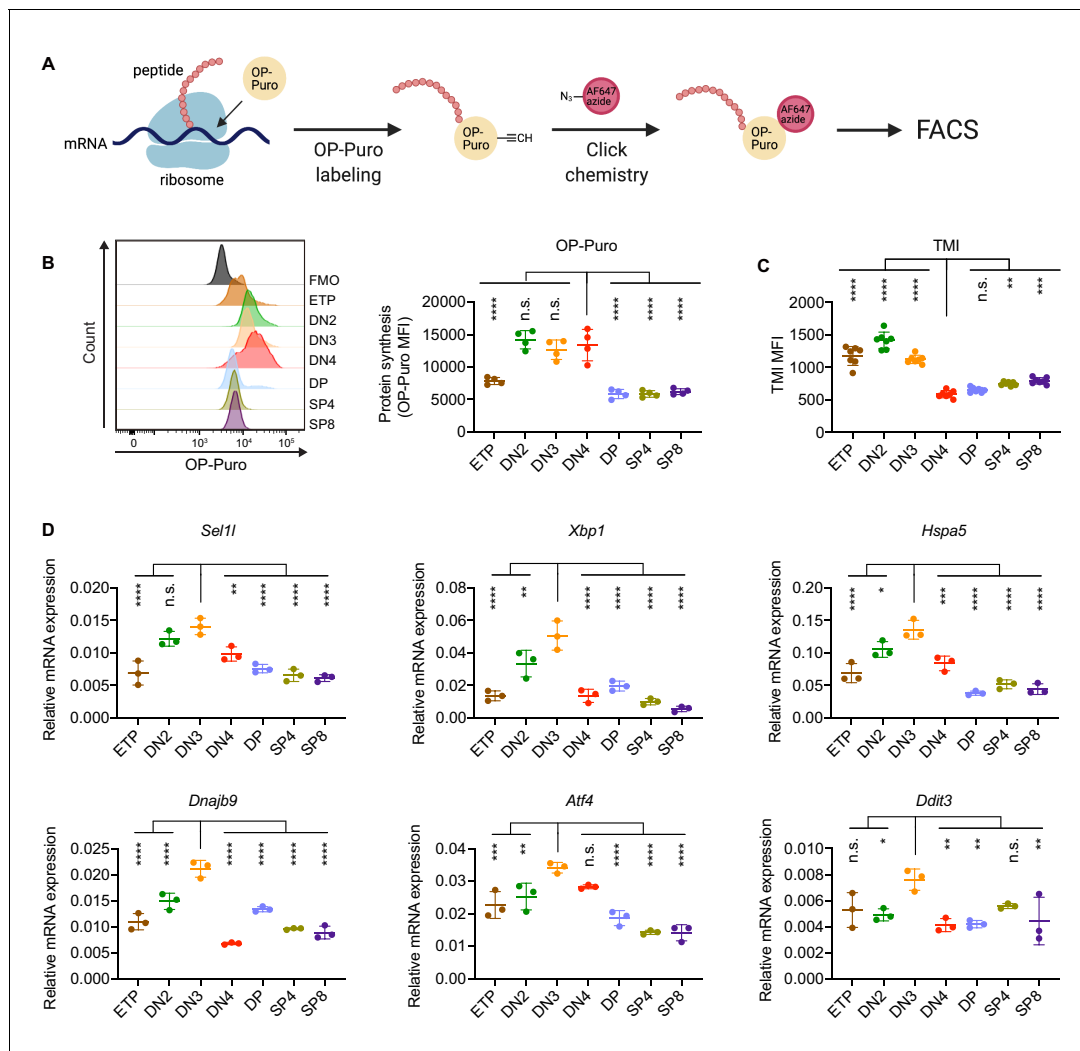 A
peptide
OP-
Puro
mRNA
ribosome
OP-Puro
labeling
OP-
Puro
≡CH
N3
AF647
azide
Click
chemistry
OP-
Puro
AF647
azide
FACS
B
Count
FMO
ETP
DN2
DN3
DN4
DP
SP4
SP8
0 10³ 10⁴ 10⁵
OP-Puro
OP-Puro
**** n.s. n.s. **** **** ****
Protein synthesis
(OP-Puro MFI)
20000
15000
10000
5000
0
ETP DN2 DN3 DN4 DP SP4 SP8
C
TMI
**** **** **** n.s. ** ***
TMI MFI
2000
1500
1000
500
0
ETP DN2 DN3 DN4 DP SP4 SP8
D
Sel1l
**** n.s. ** **** **** ****
Relative mRNA expression
0.020
0.015
0.010
0.005
0.000
ETP DN2 DN3 DN4 DP SP4 SP8
Xbp1
**** ** **** **** **** ****
Relative mRNA expression
0.08
0.06
0.04
0.02
0.00
ETP DN2 DN3 DN4 DP SP4 SP8
Hspa5
**** * *** **** **** ****
Relative mRNA expression
0.20
0.15
0.10
0.05
0.00
ETP DN2 DN3 DN4 DP SP4 SP8
Dnajb9
**** **** **** **** **** ****
Relative mRNA expression
0.025
0.020
0.015
0.010
0.005
0.000
ETP DN2 DN3 DN4 DP SP4 SP8
Atf4
*** ** n.s. **** **** ****
Relative mRNA expression
0.04
0.03
0.02
0.01
0.00
ETP DN2 DN3 DN4 DP SP4 SP8
Ddit3
n.s. * ** ** n.s. **
Relative mRNA expression
0.010
0.008
0.006
0.004
0.002
0.000
ETP DN2 DN3 DN4 DP SP4 SP8